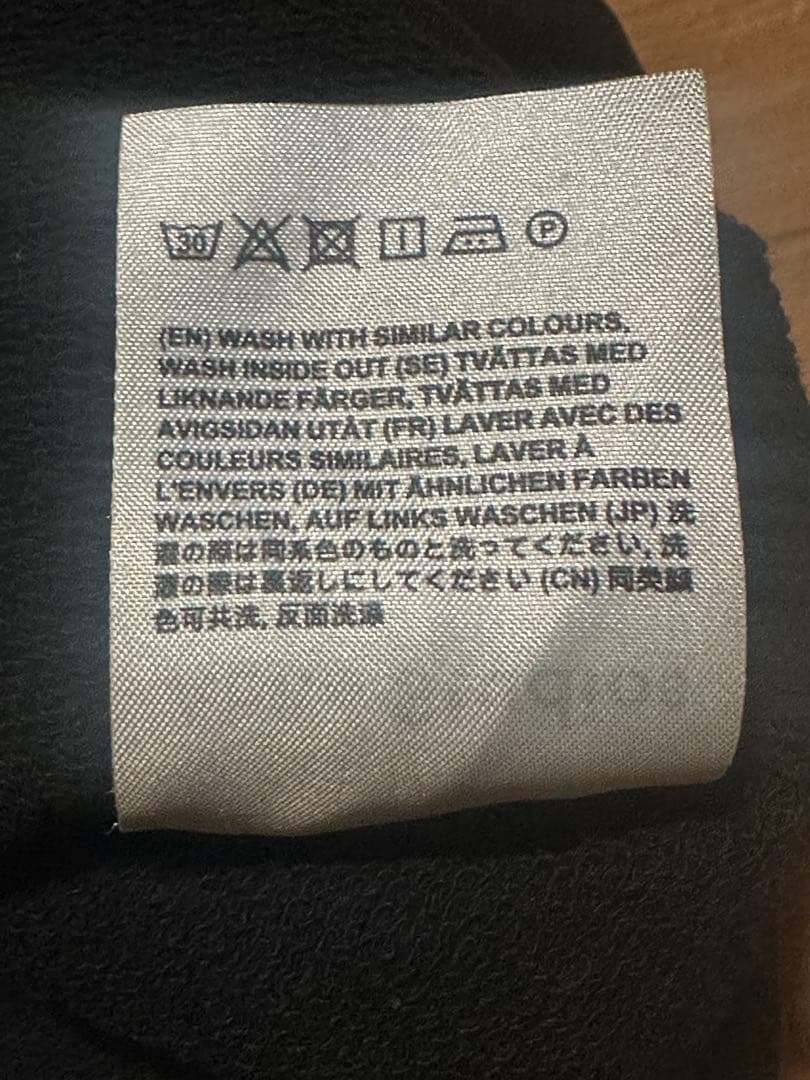 30 P
(EN) WASH WITH SIMILAR COLOURS,
WASH INSIDE OUT (SE) TVÄTTAS MED
LIKNANDE FÄRGER, TVÄTTAS MED
AVIGSIDAN UTÅT (FR) LAVER AVEC DES
COULEURS SIMILAIRES, LAVER À
L'ENVERS (DE) MIT ÄHNLICHEN FARBEN
WASCHEN, AUF LINKS WASCHEN (JP) 洗
濯の際は同系色のものと洗ってください, 洗
濯の際は裏返しにしてください (CN) 同类颜
色可共洗, 反面洗涤